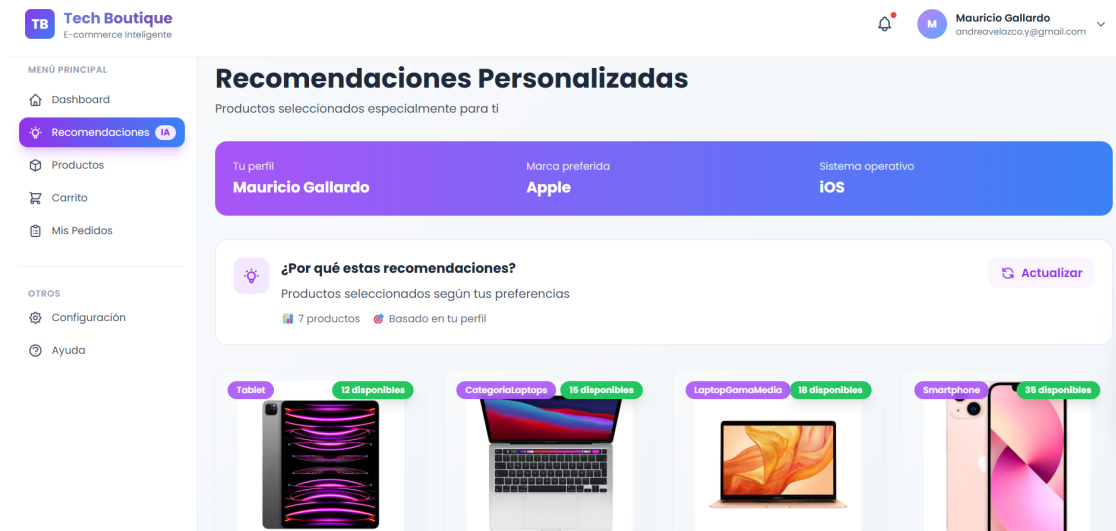 TB
Tech Boutique
E-commerce Inteligente
M
Mauricio Gallardo
andreavelazco.y@gmail.com
MENÚ PRINCIPAL
Dashboard
Recomendaciones IA
Productos
Carrito
Mis Pedidos
OTROS
Configuración
Ayuda
Recomendaciones Personalizadas
Productos seleccionados especialmente para ti
Tu perfil
Mauricio Gallardo
Marca preferida
Apple
Sistema operativo
iOS
¿Por qué estas recomendaciones?
Productos seleccionados según tus preferencias
7 productos
Basado en tu perfil
Actualizar
Tablet
12 disponibles
CategoriaLaptops
15 disponibles
LaptopGamaMedia
18 disponibles
Smartphone
35 disponibles